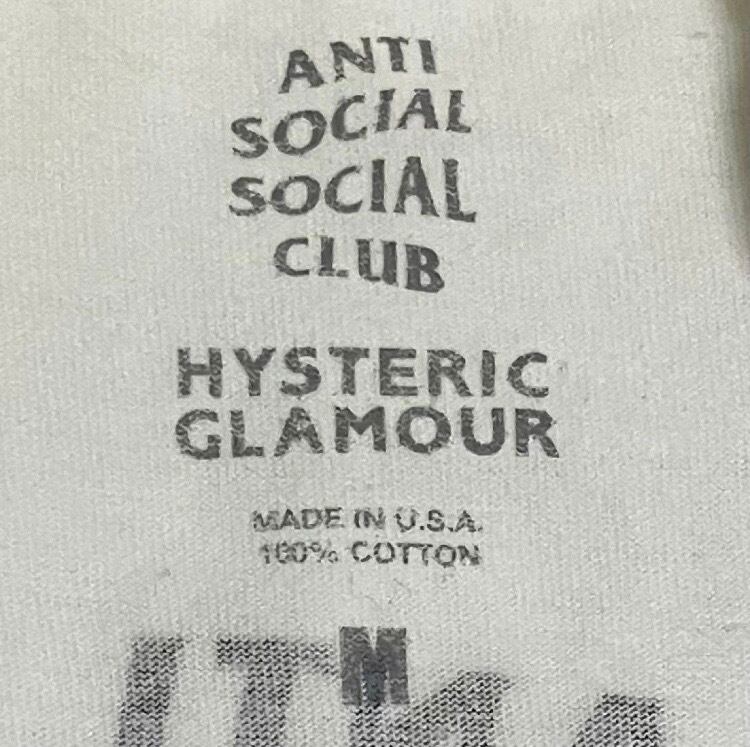 ANTI
SOCIAL
SOCIAL
CLUB
HYSTERIC
GLAMOUR
MADE IN U.S.A.
100% COTTON
M